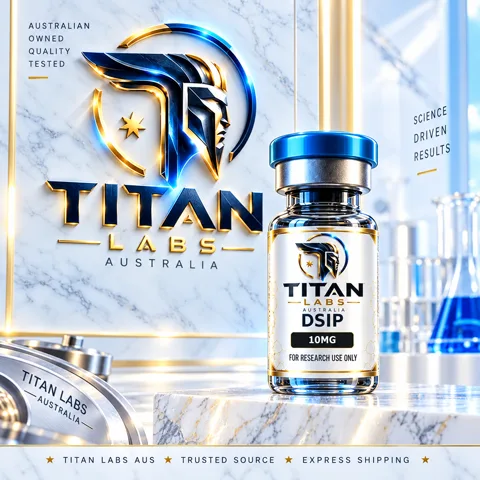 AUSTRALIAN
OWNED
QUALITY
TESTED
TITAN
LABS
AUSTRALIA
SCIENCE
DRIVEN
RESULTS
TITAN
LABS
AUSTRALIA
DSIP
10MG
FOR RESEARCH USE ONLY
TITAN LABS
AUSTRALIA
★ TITAN LABS AUS ★ TRUSTED SOURCE ★ EXPRESS SHIPPING ★